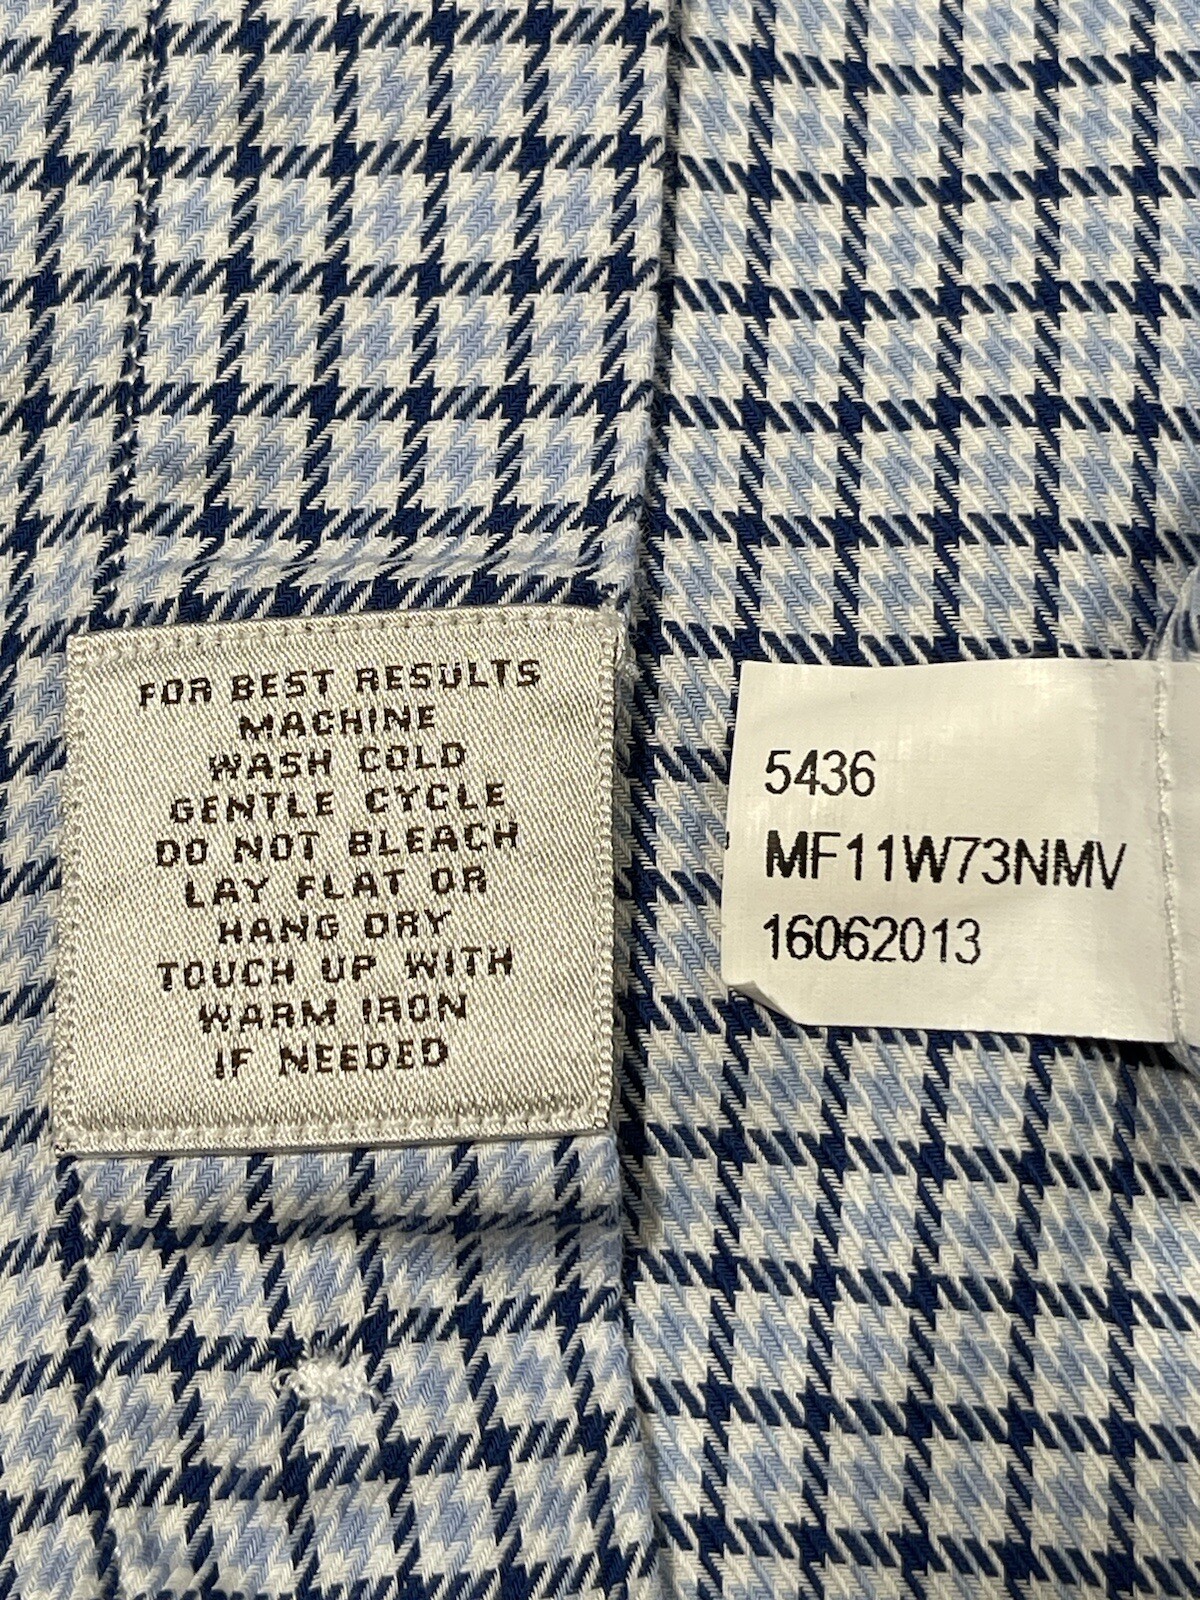 FOR BEST RESULTS
MACHINE
WASH COLD
GENTLE CYCLE
DO NOT BLEACH
LAY FLAT OR
HANG DRY
TOUCH UP WITH
WARM IRON
IF NEEDED
5436
MF11W73NMV
16062013